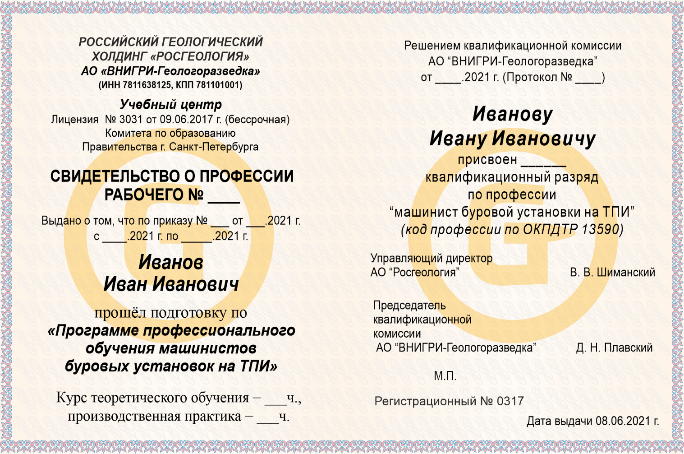 РОССИЙСКИЙ ГЕОЛОГИЧЕСКИЙ
ХОЛДИНГ «РОСГЕОЛОГИЯ»
АО «ВНИГРИ-Геологоразведка»
(ИНН 7811638125, КПП 781101001)
Учебный центр
Лицензия № 3031 от 09.06.2017 г. (бессрочная)
Комитета по образованию
Правительства г. Санкт-Петербурга
СВИДЕТЕЛЬСТВО О ПРОФЕССИИ
РАБОЧЕГО № ____
Выдано о том, что по приказу № ___ от ___.2021 г.
с ____.2021 г. по _____.2021 г.
Иванов
Иван Иванович
прошёл подготовку по
«Программе профессионального
обучения машинистов
буровых установок на ТПИ»
Курс теоретического обучения – ___ч.,
производственная практика – ___ч.
Решением квалификационной комиссии
АО “ВНИГРИ-Геологоразведка”
от ____.2021 г. (Протокол № ____)
Иванову
Ивану Ивановичу
присвоен ______
квалификационный разряд
по профессии
“машинист буровой установки на ТПИ”
(код профессии по ОКПДТР 13590)
Управляющий директор
АО “Росгеология” В. В. Шиманский
Председатель
квалификационной
комиссии
АО “ВНИГРИ-Геологоразведка” Д. Н. Плавский
М.П.
Регистрационный № 0317
Дата выдачи 08.06.2021 г.